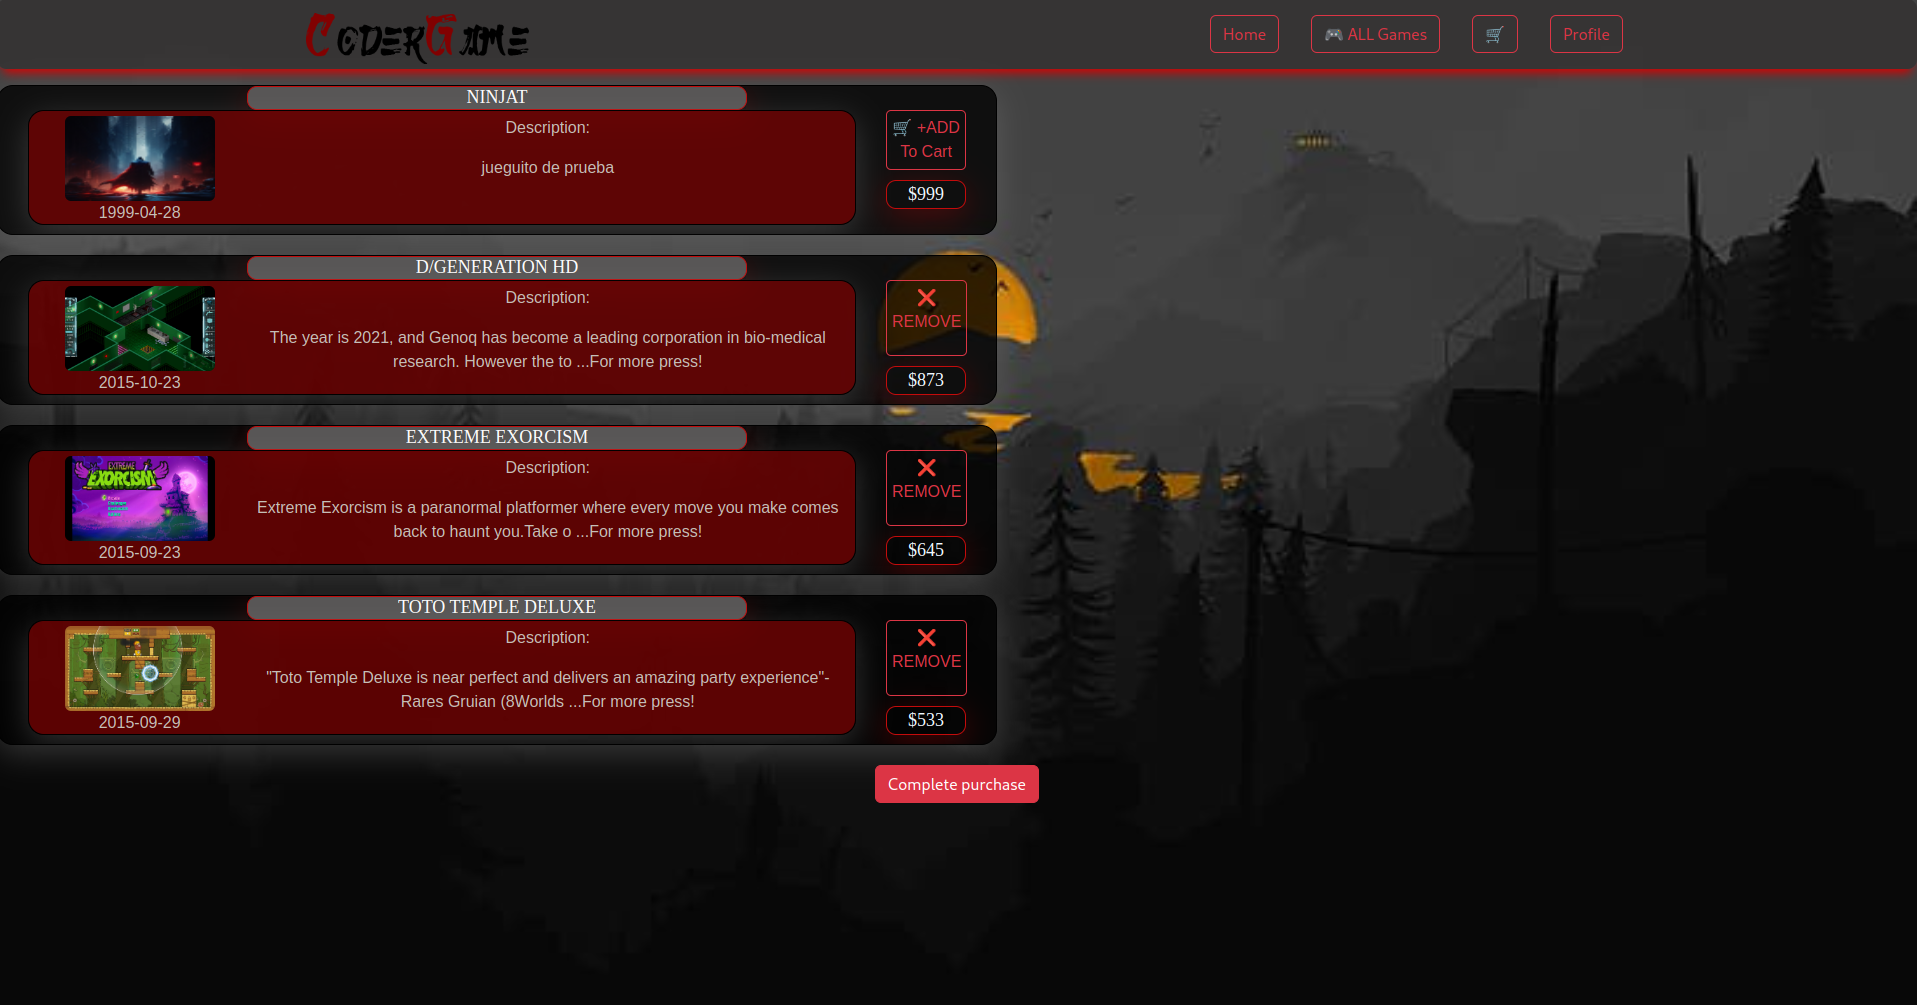 CoderGame
Home
ALL Games
Profile
NINJAT
Description:
jueguito de prueba
1999-04-28
+ADD
To Cart
$999
D/GENERATION HD
Description:
The year is 2021, and Genoq has become a leading corporation in bio-medical
research. However the to ...For more press!
2015-10-23
REMOVE
$873
EXTREME EXORCISM
EXTREME
EXORCISM
Description:
Extreme Exorcism is a paranormal platformer where every move you make comes
back to haunt you.Take o ...For more press!
2015-09-23
REMOVE
$645
TOTO TEMPLE DELUXE
Description:
"Toto Temple Deluxe is near perfect and delivers an amazing party experience"-
Rares Gruian (8Worlds ...For more press!
2015-09-29
REMOVE
$533
Complete purchase